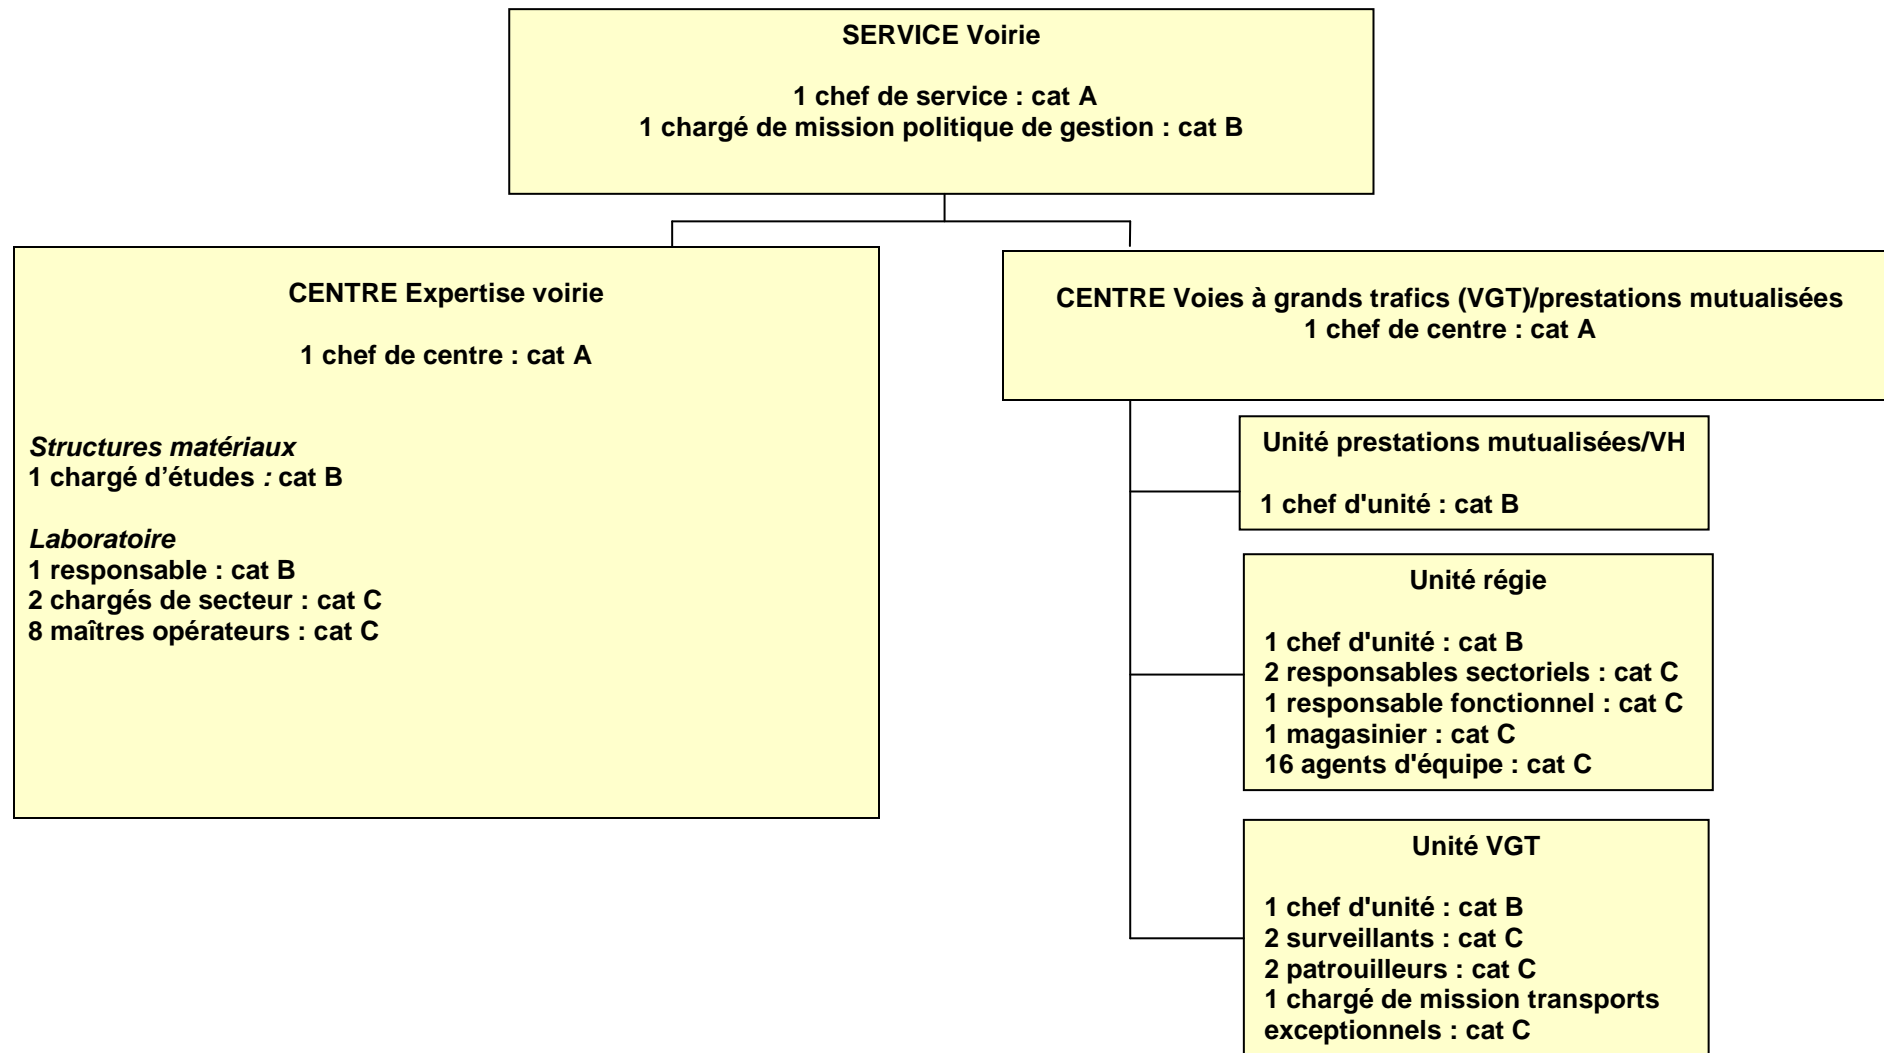 SERVICE Voirie
1 chef de service : cat A
1 chargé de mission politique de gestion : cat B
CENTRE Expertise voirie
1 chef de centre : cat A
Structures matériaux
1 chargé d’études : cat B
Laboratoire
1 responsable : cat B
2 chargés de secteur : cat C
8 maîtres opérateurs : cat C
CENTRE Voies à grands trafics (VGT)/prestations mutualisées
1 chef de centre : cat A
Unité prestations mutualisées/VH
1 chef d'unité : cat B
Unité régie
1 chef d'unité : cat B
2 responsables sectoriels : cat C
1 responsable fonctionnel : cat C
1 magasinier : cat C
16 agents d'équipe : cat C
Unité VGT
1 chef d'unité : cat B
2 surveillants : cat C
2 patrouilleurs : cat C
1 chargé de mission transports
exceptionnels : cat C